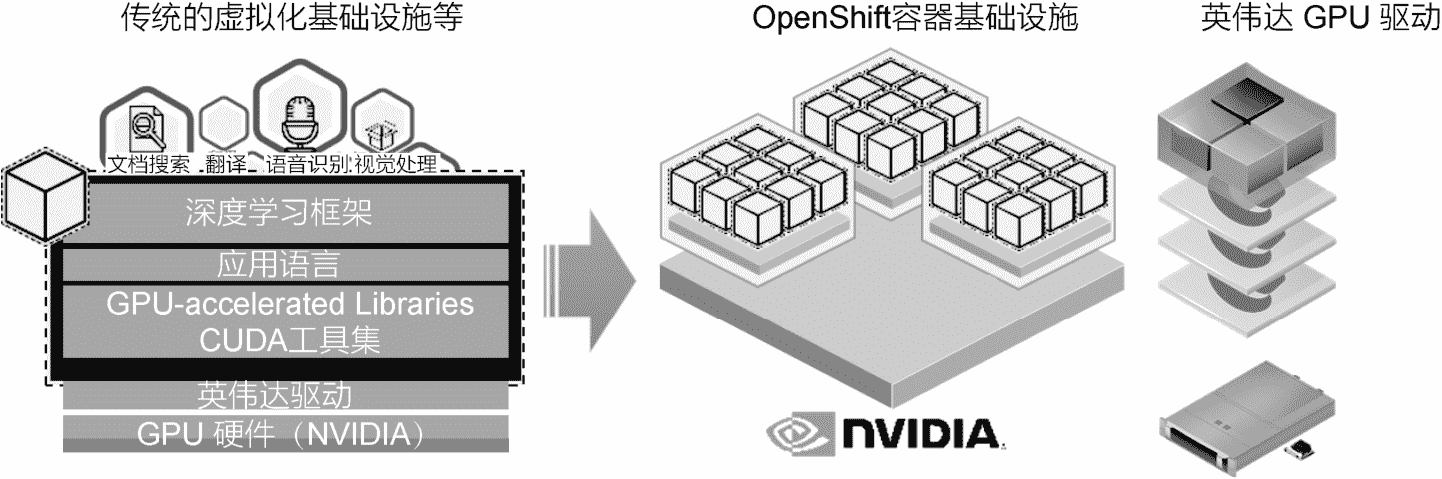 传统的虚拟化基础设施等
OpenShift容器基础设施
英伟达 GPU 驱动
文档搜索 翻译 语音识别 视觉处理
深度学习框架
应用语言
GPU-accelerated Libraries
CUDA工具集
英伟达驱动
GPU 硬件（NVIDIA）
NVIDIA.